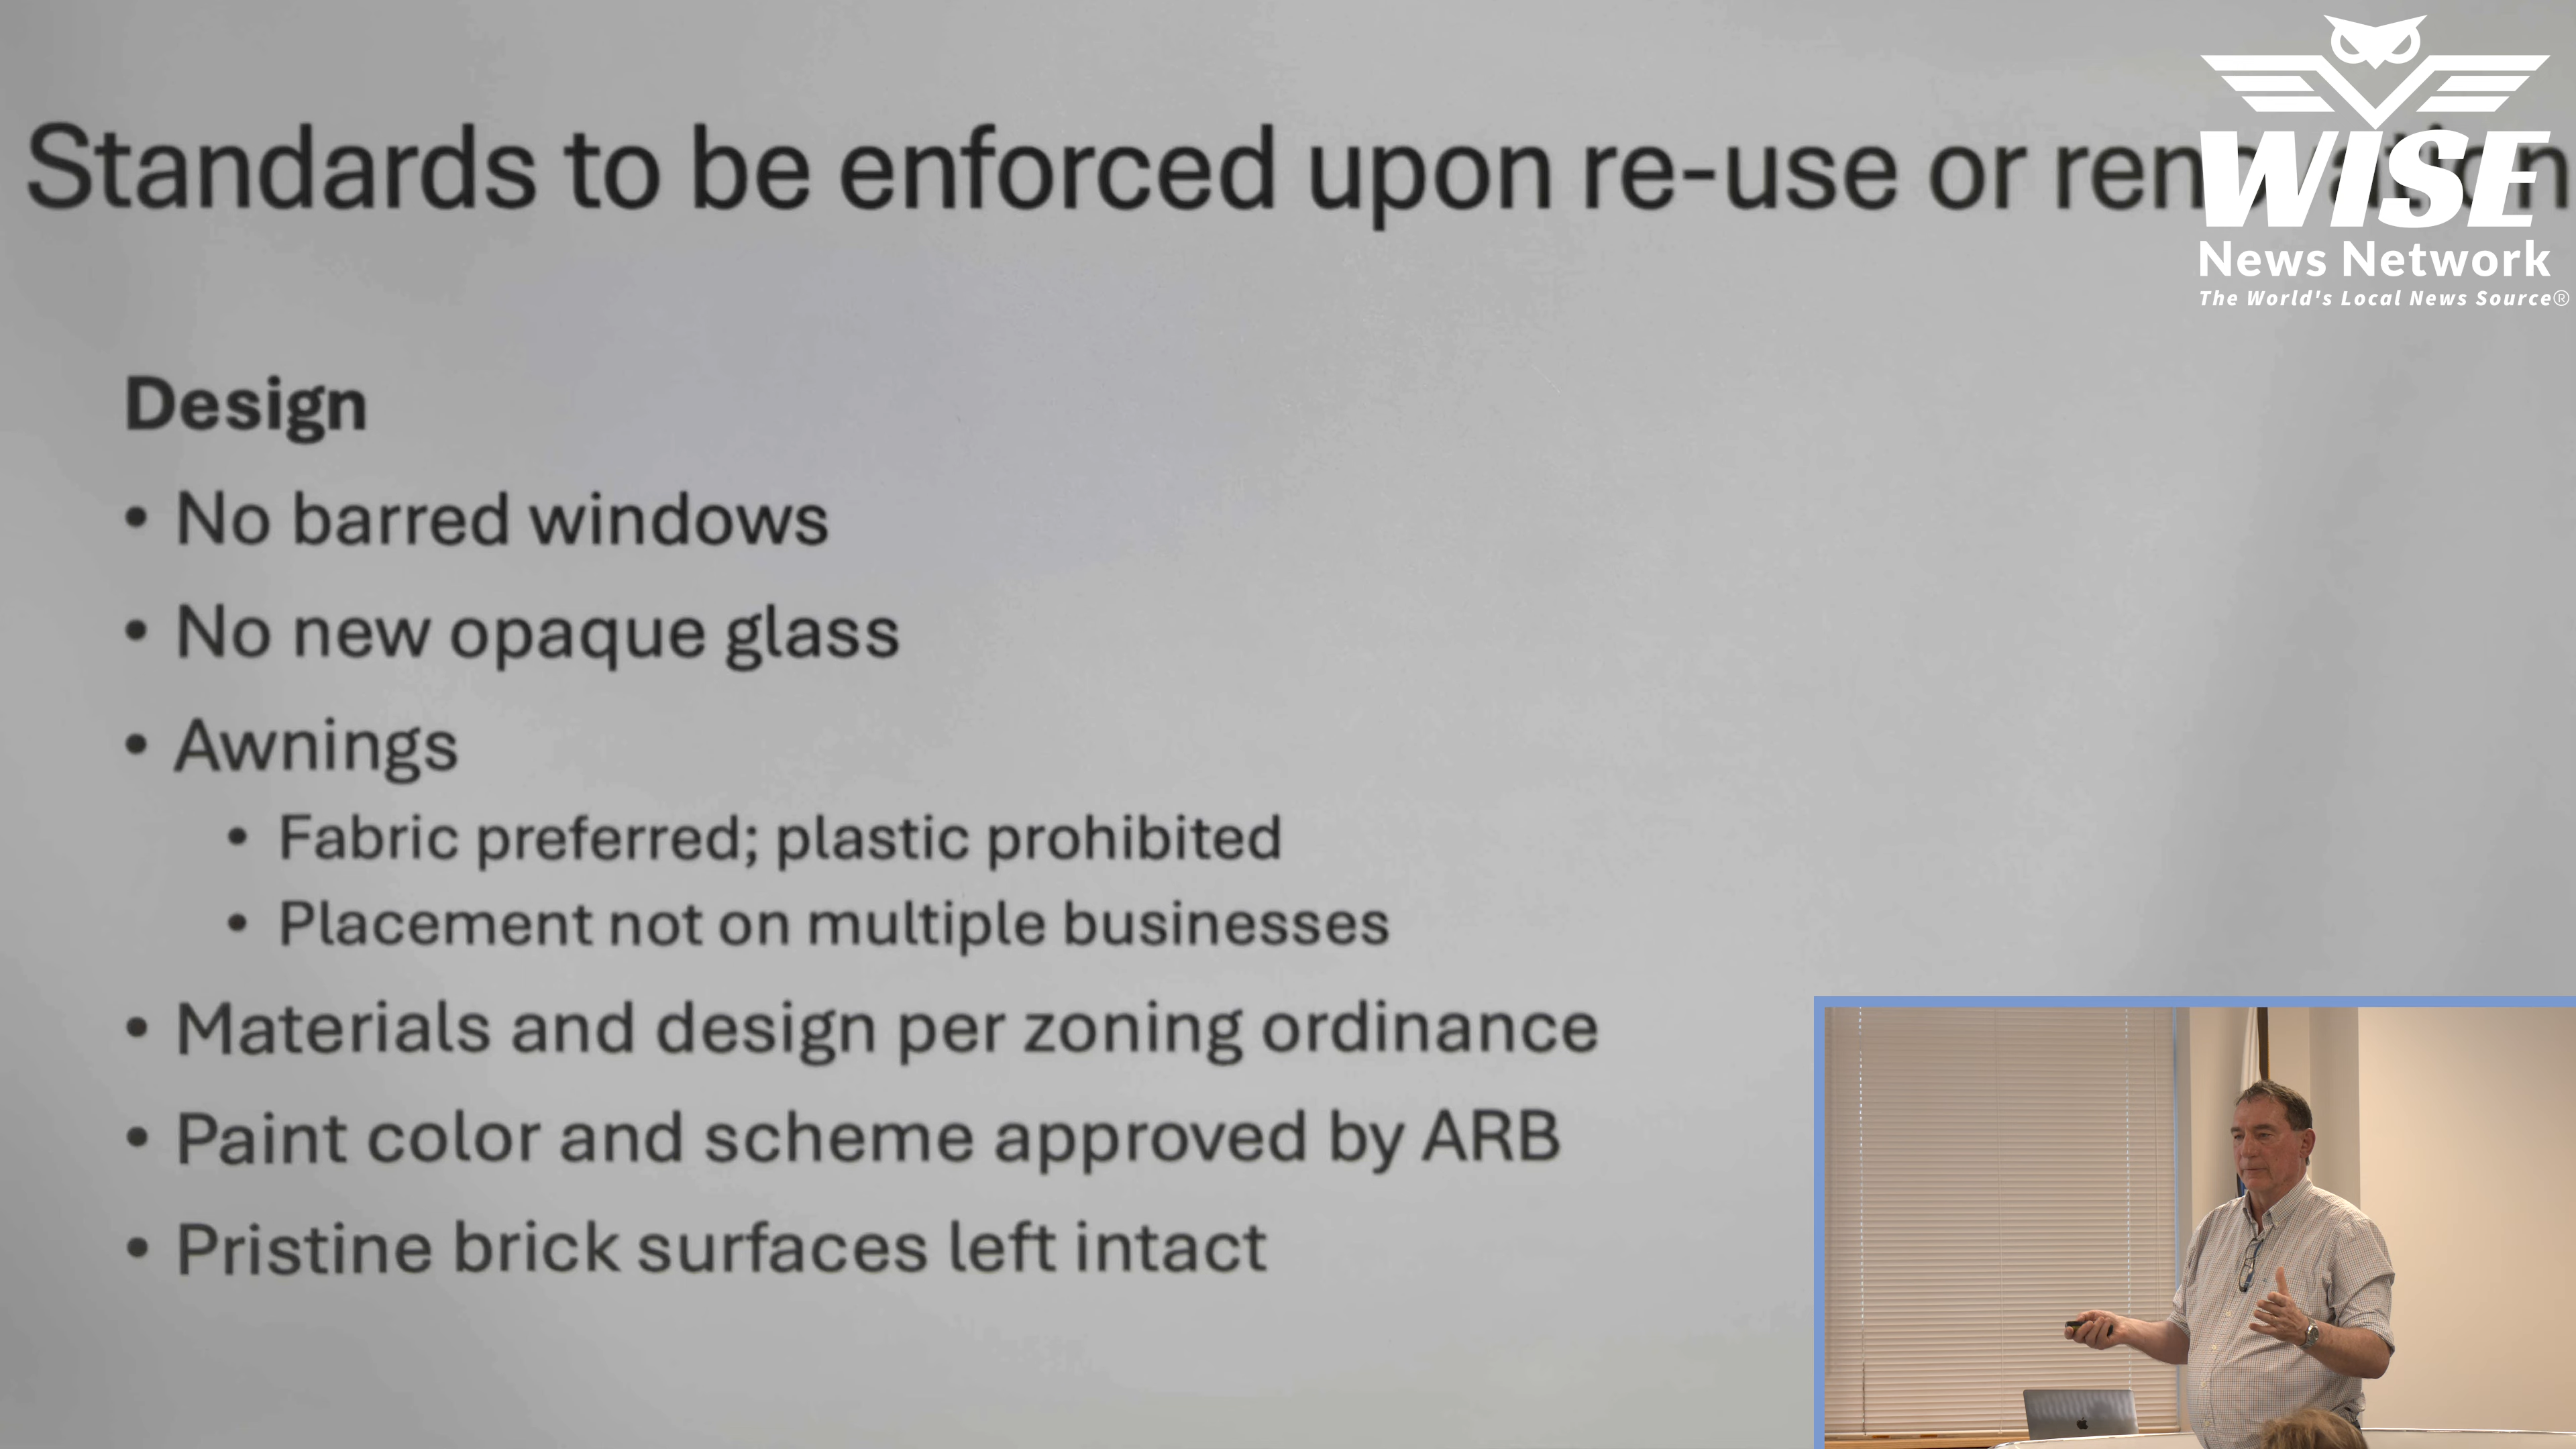 Standards to be enforced upon re-use or renovation
WISE
News Network
The World's Local News Source®
Design
• No barred windows
• No new opaque glass
• Awnings
• Fabric preferred; plastic prohibited
• Placement not on multiple businesses
• Materials and design per zoning ordinance
• Paint color and scheme approved by ARB
• Pristine brick surfaces left intact